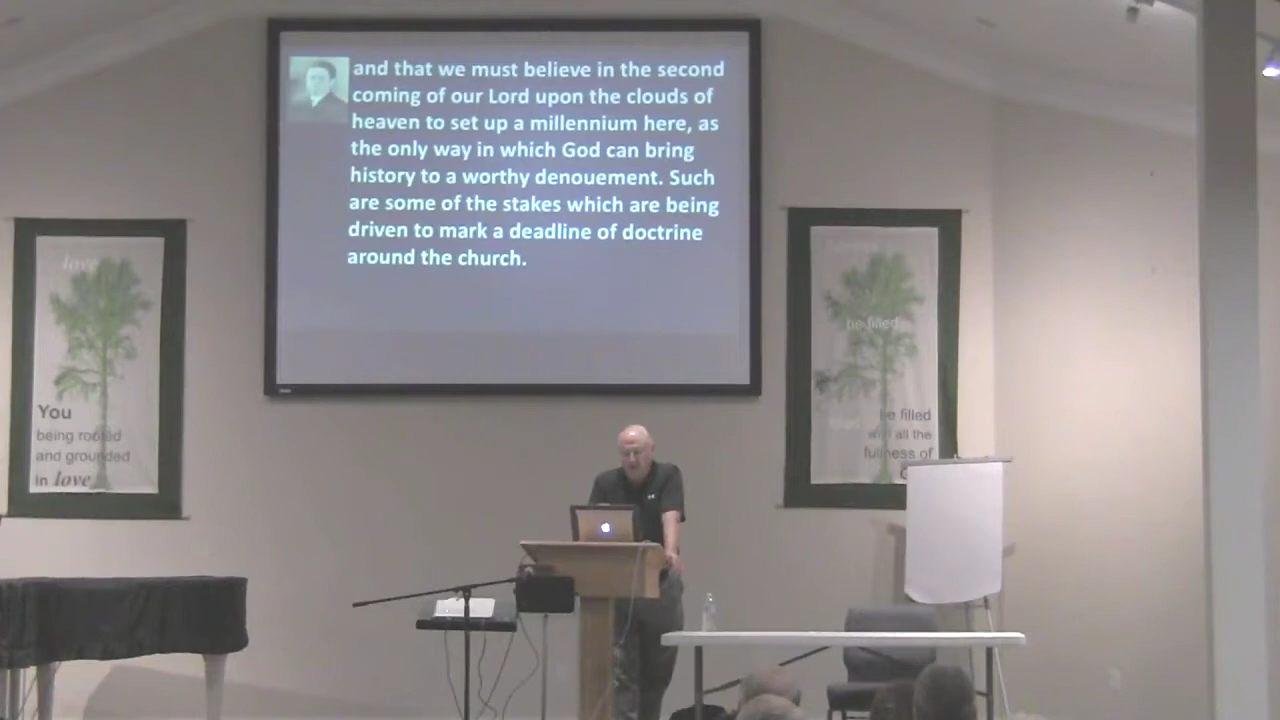 and that we must believe in the second
coming of our Lord upon the clouds of
heaven to set up a millennium here, as
the only way in which God can bring
history to a worthy denouement. Such
are some of the stakes which are being
driven to mark a deadline of doctrine
around the church.
love
You
being rooted
and grounded
in love
be filled
be filled
with all the
fullness of